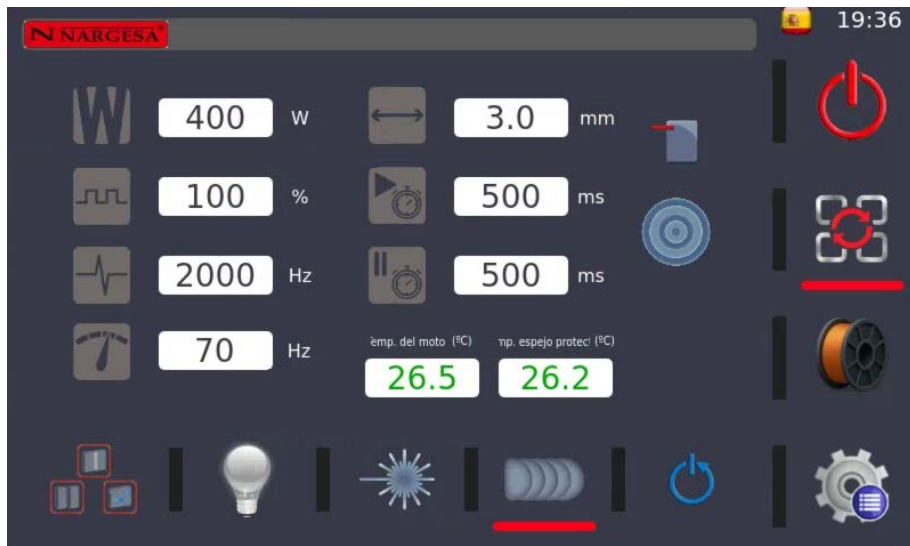 N NARGESA
19:36
W 400 W
3.0 mm
100 %
500 ms
2000 Hz
500 ms
70 Hz
emp. del moto (ºC)
mp. espejo protec (ºC)
26.5
26.2